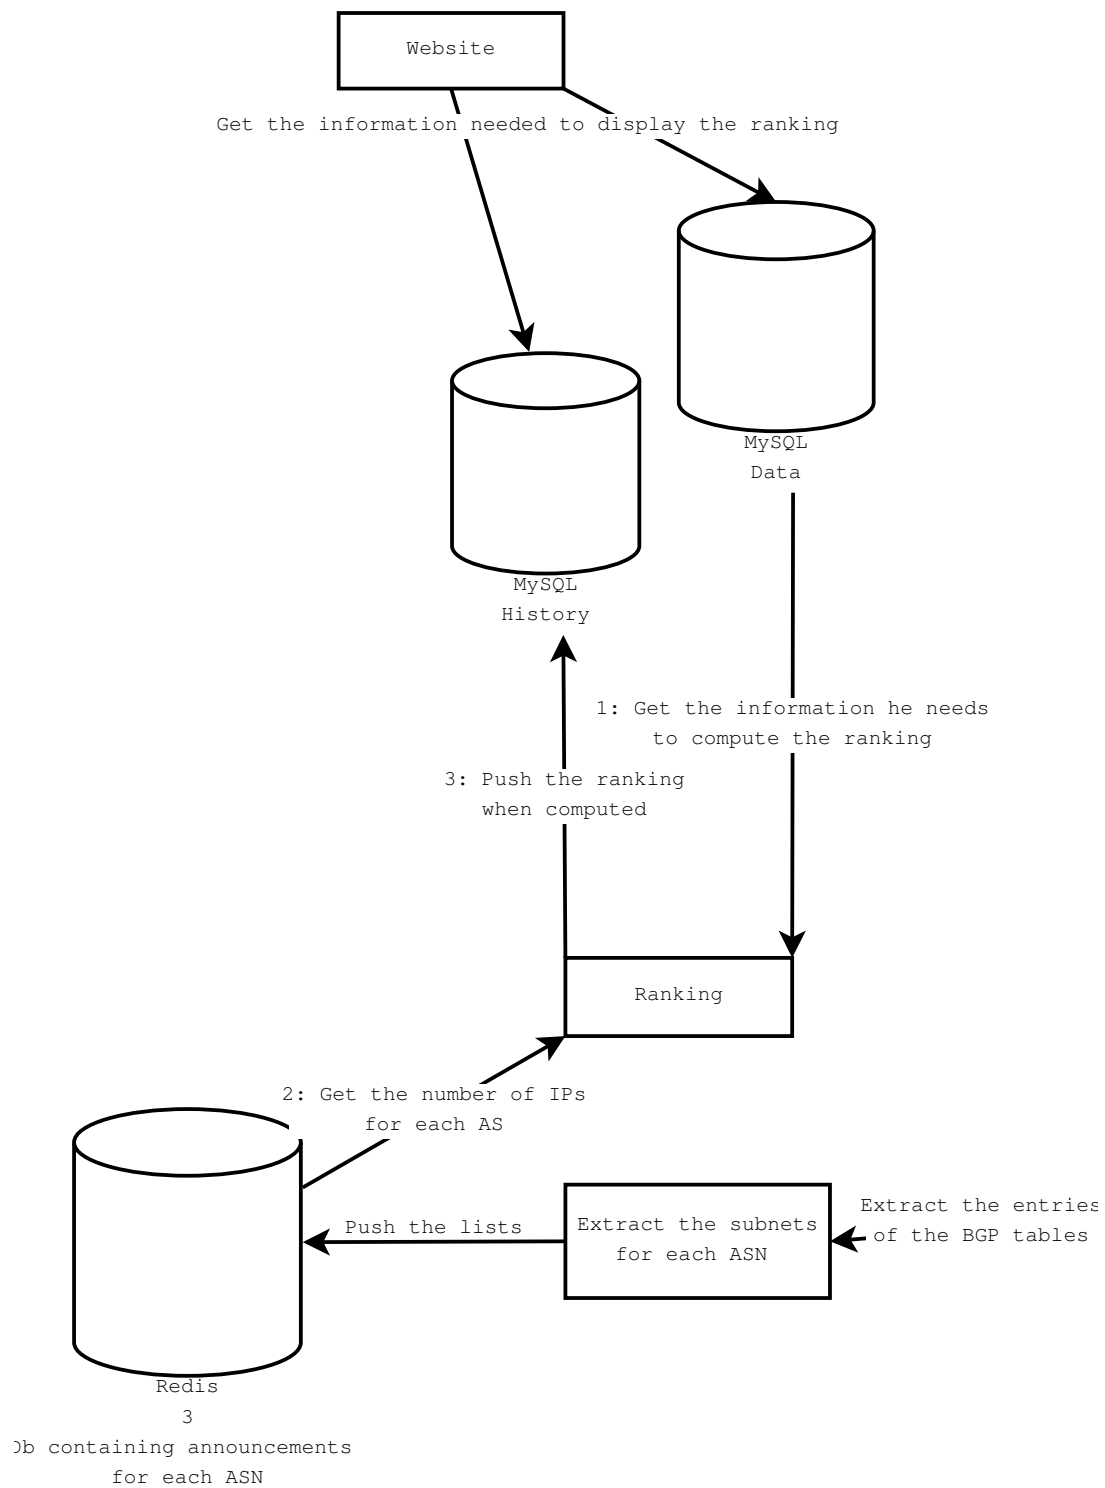 Website
Get the information needed to display the ranking
MySQL
Data
MySQL
History
1: Get the information he needs
to compute the ranking
3: Push the ranking
when computed
Ranking
2: Get the number of IPs
for each AS
Extract the entries
of the BGP tables
Push the lists
Extract the subnets
for each ASN
Redis
3
Db containing announcements
for each ASN